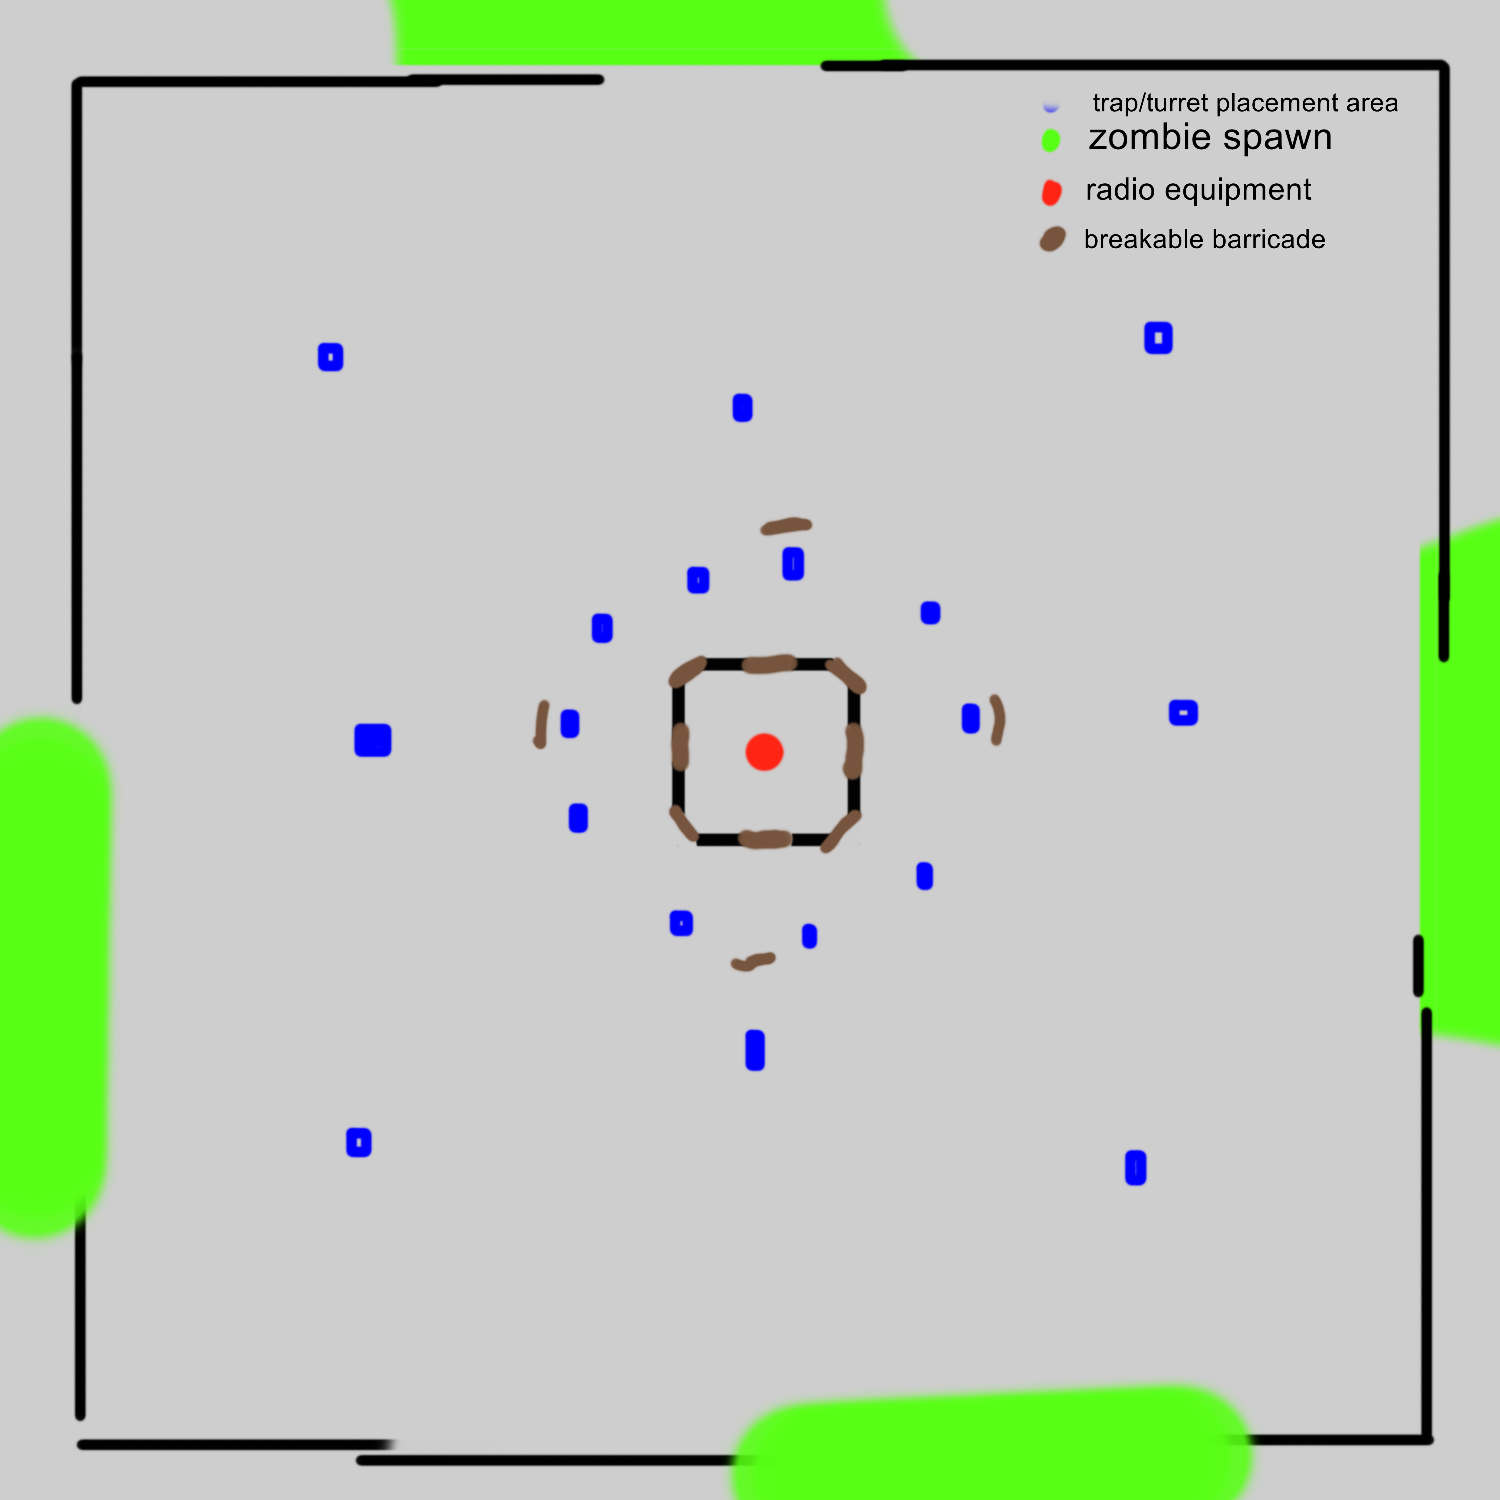 trap/turret placement area
zombie spawn
radio equipment
breakable barricade